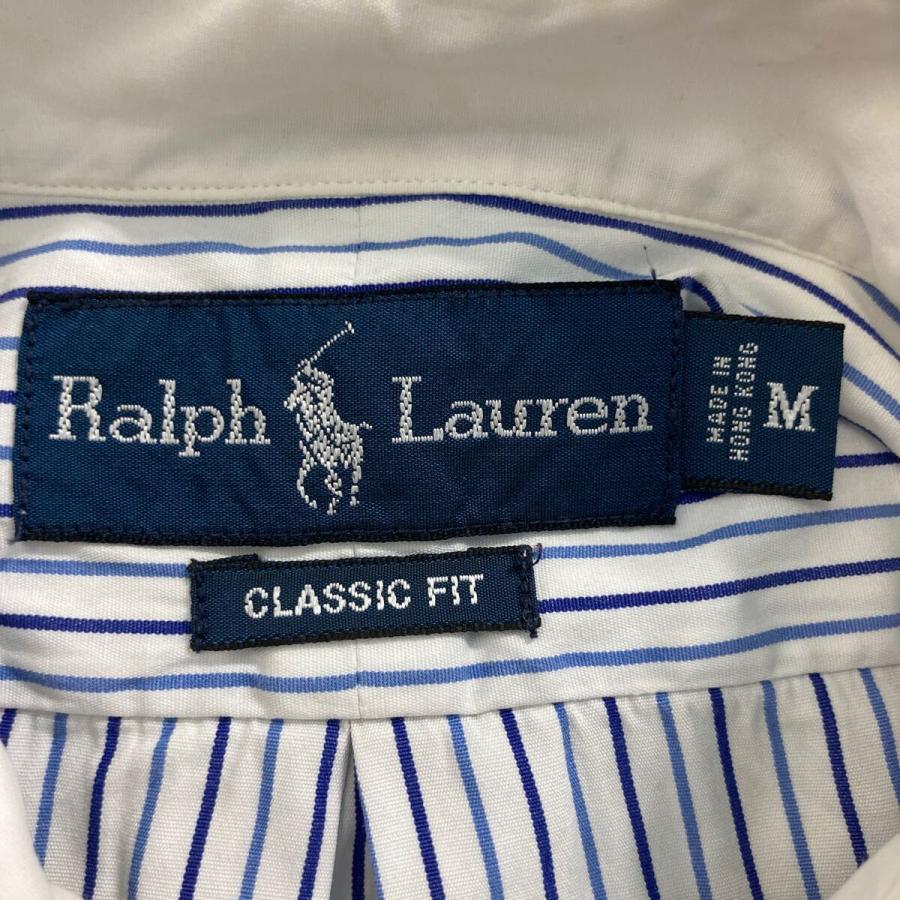 Ralph Lauren
MADE IN
HONG KONG
M
CLASSIC FIT